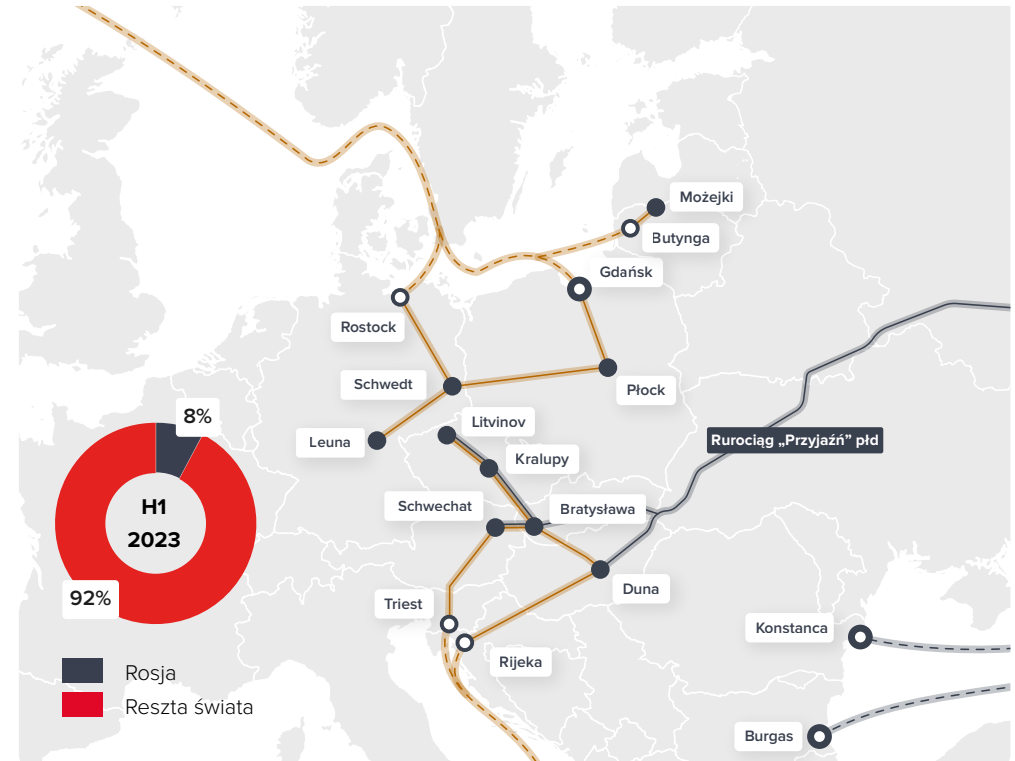 Możejki
Butynga
Gdańsk
Rostock
Schwedt
Płock
8%
Litvinov
Leuna
Rurociąg „Przyjaźń” płd
Kralupy
H1
2023
Schwechat
Bratysława
92%
Duna
Triest
Konstanca
Rijeka
Rosja
Reszta świata
Burgas